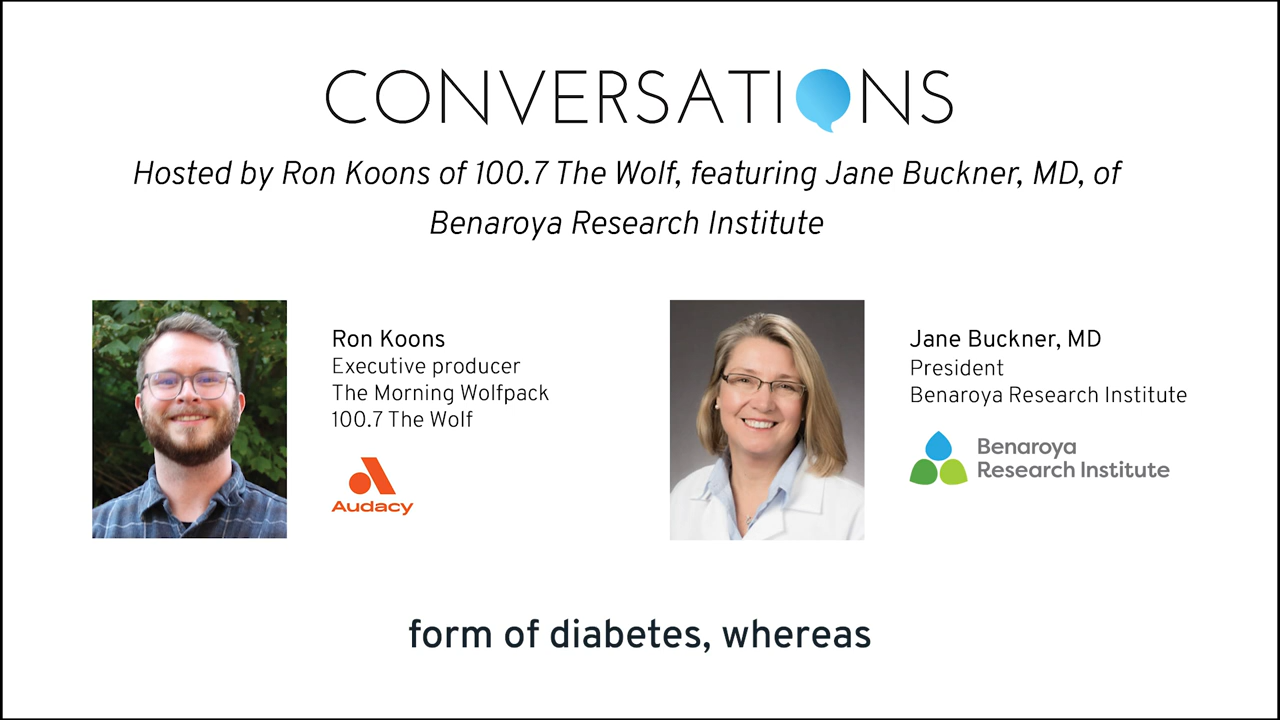 CONVERSATIONS
Hosted by Ron Koons of 100.7 The Wolf, featuring Jane Buckner, MD, of
Benaroya Research Institute
Ron Koons
Executive producer
The Morning Wolfpack
100.7 The Wolf
Audacy
Jane Buckner, MD
President
Benaroya Research Institute
Benaroya
Research Institute
form of diabetes, whereas